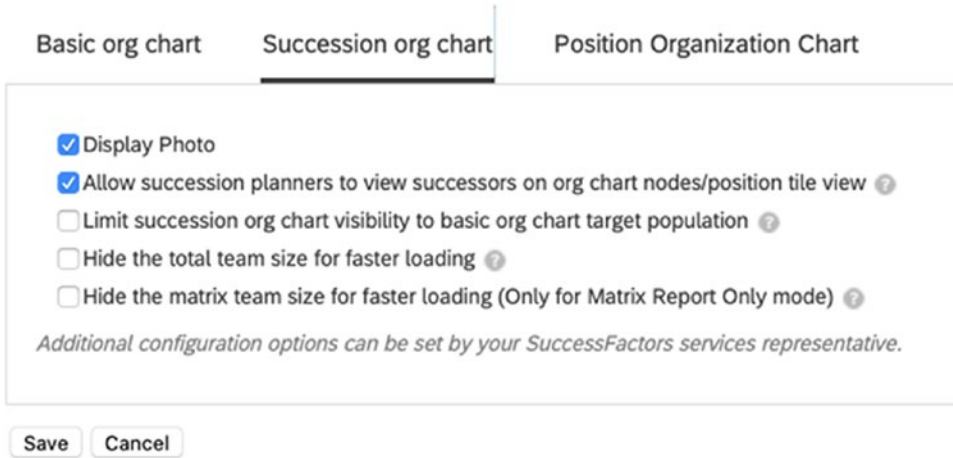 Basic org chart Succession org chart Position Organization Chart
Display Photo
Allow succession planners to view successors on org chart nodes/position tile view ?
Limit succession org chart visibility to basic org chart target population ?
Hide the total team size for faster loading ?
Hide the matrix team size for faster loading (Only for Matrix Report Only mode) ?
Additional configuration options can be set by your SuccessFactors services representative.
Save Cancel